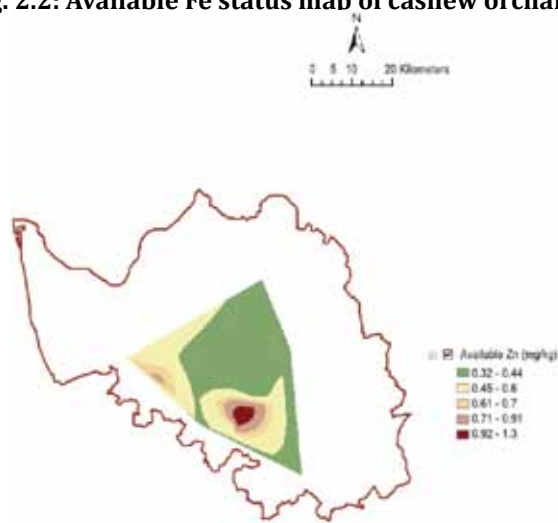 g. 2.2: Available Fe status map of cashew orchar
N
0 5 10 20 Kilometers
Available Zn (mg/kg)
0.32 - 0.44
0.45 - 0.6
0.61 - 0.7
0.71 - 0.91
0.92 - 1.3